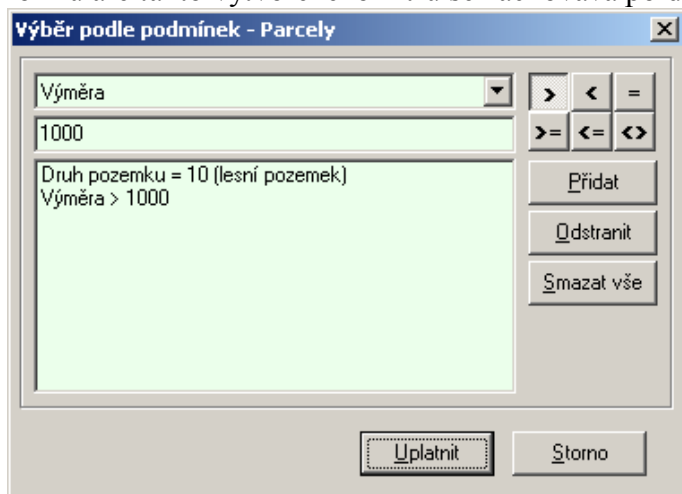 Výběr podle podmínek - Parcely
Výměra
> < =
1000
>= <= <>
Druh pozemku = 10 (lesní pozemek)
Výměra > 1000
Přidat
Odstranit
Smazat vše
Uplatnit
Storno